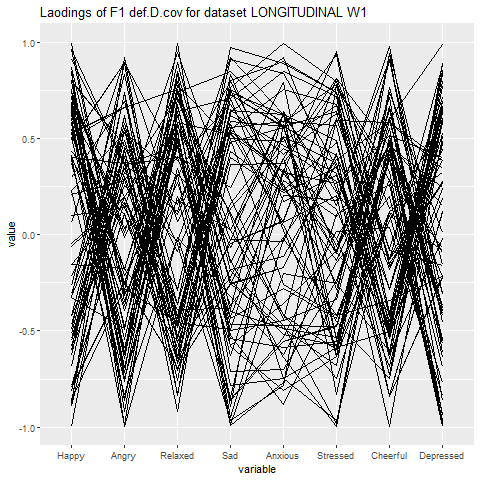 Laodings of F1 def.D.cov for dataset LONGITUDINAL W1
1.0
0.5
0.0
-0.5
-1.0
value
Happy Angry Relaxed Sad Anxious Stressed Cheerful Depressed
variable